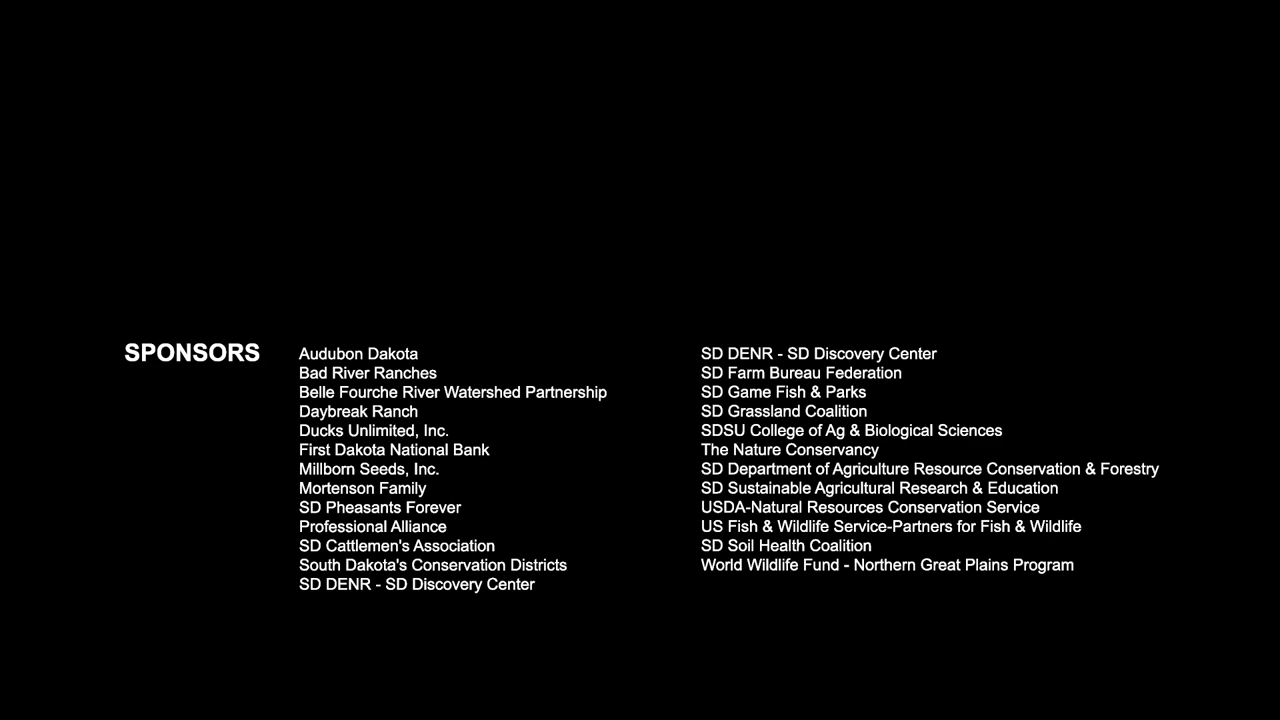 SPONSORS
Audubon Dakota
Bad River Ranches
Belle Fourche River Watershed Partnership
Daybreak Ranch
Ducks Unlimited, Inc.
First Dakota National Bank
Millborn Seeds, Inc.
Mortenson Family
SD Pheasants Forever
Professional Alliance
SD Cattlemen's Association
South Dakota's Conservation Districts
SD DENR - SD Discovery Center
SD DENR - SD Discovery Center
SD Farm Bureau Federation
SD Game Fish & Parks
SD Grassland Coalition
SDSU College of Ag & Biological Sciences
The Nature Conservancy
SD Department of Agriculture Resource Conservation & Forestry
SD Sustainable Agricultural Research & Education
USDA-Natural Resources Conservation Service
US Fish & Wildlife Service-Partners for Fish & Wildlife
SD Soil Health Coalition
World Wildlife Fund - Northern Great Plains Program